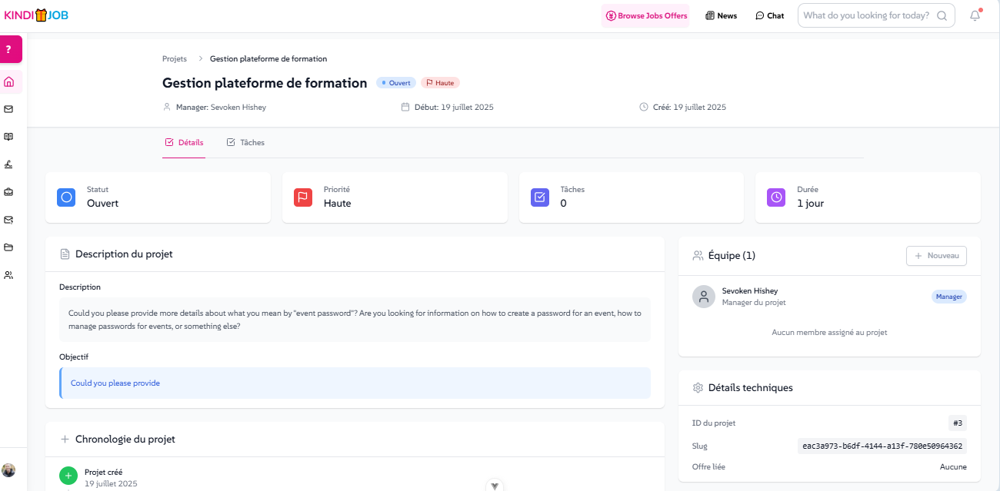 KINDI JOB
Browse Jobs Offers
News
Chat
What do you looking for today?
?
Projets > Gestion plateforme de formation
Gestion plateforme de formation
Ouvert
Haute
Manager: Sevoken Hishey
Début: 19 juillet 2025
Créé: 19 juillet 2025
Détails
Tâches
Statut
Ouvert
Priorité
Haute
Tâches
0
Durée
1 jour
Description du projet
Description
Could you please provide more details about what you mean by "event password"? Are you looking for information on how to create a password for an event, how to
manage passwords for events, or something else?
Objectif
Could you please provide
Chronologie du projet
Projet créé
19 juillet 2025
Équipe (1)
+ Nouveau
Sevoken Hishey
Manager du projet
Manager
Aucun membre assigné au projet
Détails techniques
ID du projet
#3
Slug
eac3a973-b6df-4144-a13f-780e50964362
Offre liée
Aucune